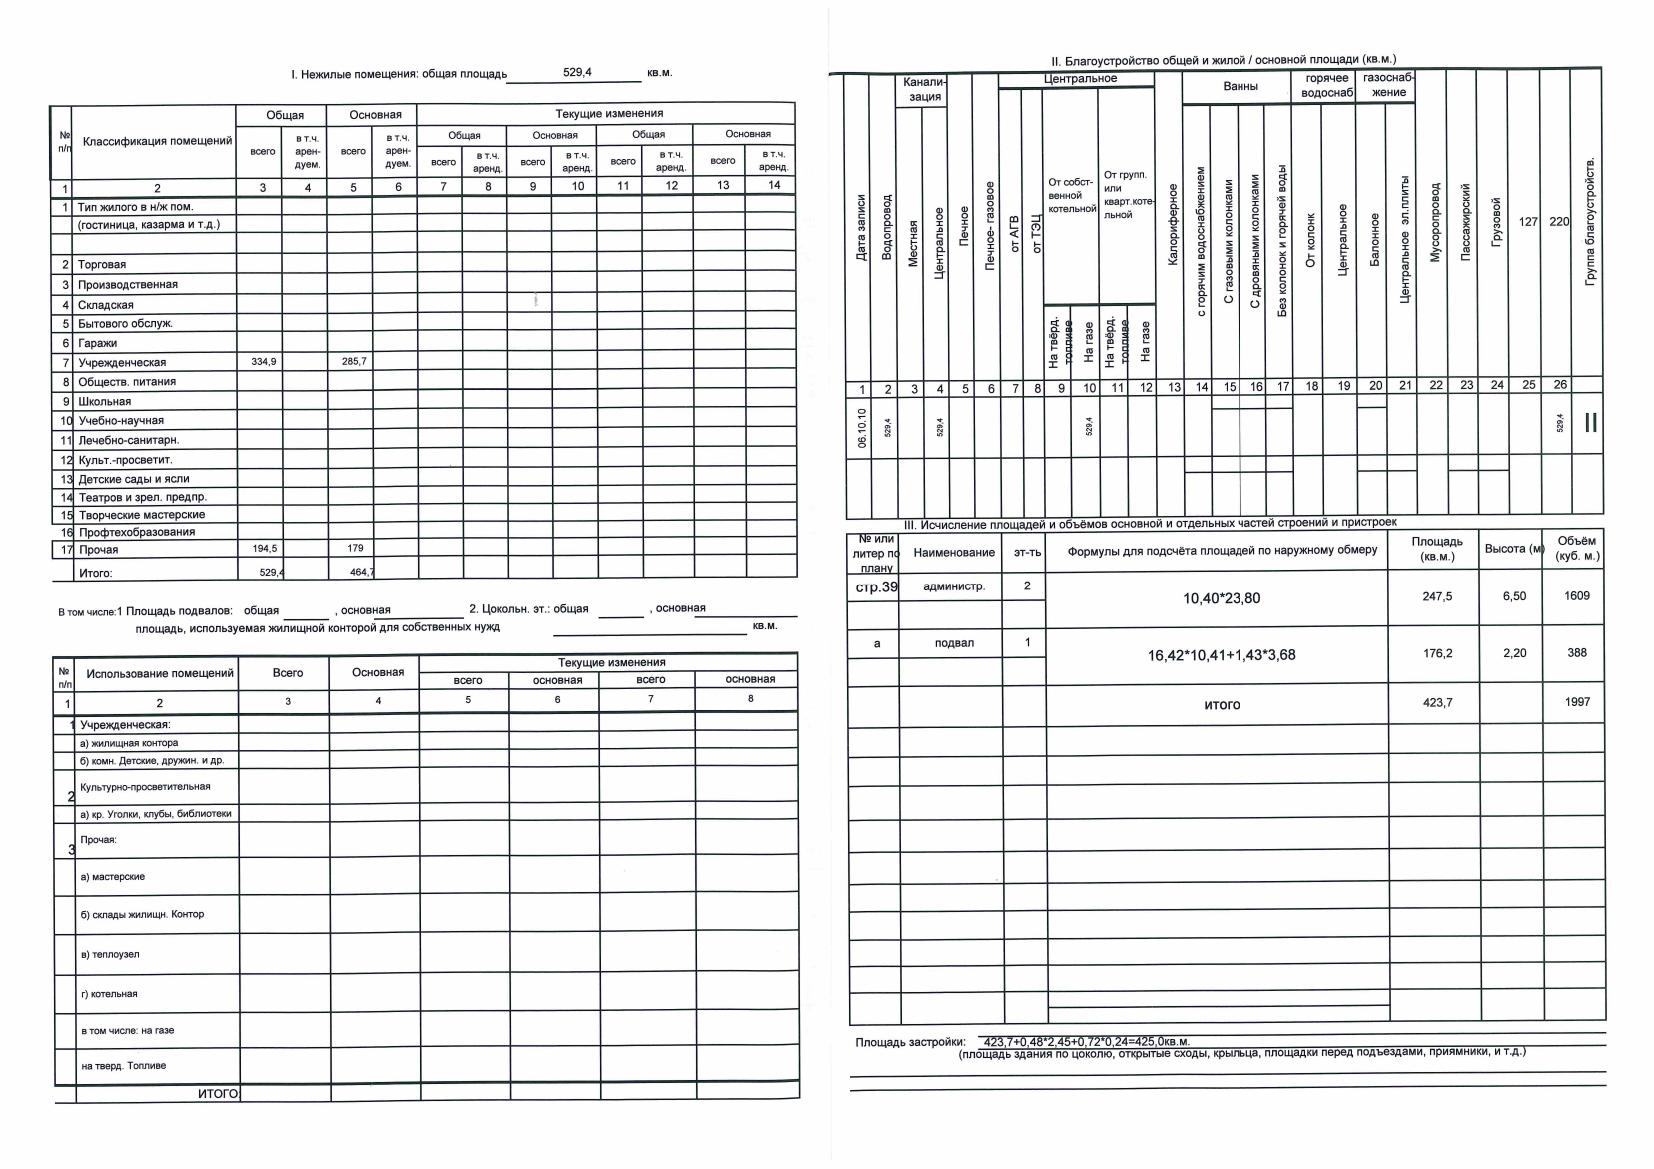 I. Нежилые помещения: общая площадь 529,4 кв.м.
№ п/п Классификация помещений Общая Основная Текущие изменения
Общая Основная Общая Основная
всего в т.ч. арен- дуем. всего в т.ч. арен- дуем. всего в т.ч. аренд. всего в т.ч. аренд. всего в т.ч. аренд. всего в т.ч. аренд.
1 2 3 4 5 6 7 8 9 10 11 12 13 14
1 Тип жилого в н/ж пом.
(гостиница, казарма и т.д.)
2 Торговая
3 Производственная
4 Складская
5 Бытового обслуж.
6 Гаражи
7 Учрежденческая 334,9 285,7
8 Обществ. питания
9 Школьная
10 Учебно-научная
11 Лечебно-санитарн.
12 Культ.-просветит.
13 Детские сады и ясли
14 Театров и зрел. предпр.
15 Творческие мастерские
16 Профтехобразования
17 Прочая 194,5 179
Итого: 529,4 464,7
В том числе:1 Площадь подвалов: общая , основная 2. Цокольн. эт.: общая , основная
площадь, используемая жилищной конторой для собственных нужд кв.м.
№ п/п Использование помещений Всего Основная Текущие изменения
всего основная всего основная
1 2 3 4 5 6 7 8
1 Учрежденческая:
а) жилищная контора
б) комн. Детские, дружин. и др.
2 Культурно-просветительная
а) кр. Уголки, клубы, библиотеки
3 Прочая:
а) мастерские
б) склады жилищн. Контор
в) теплоузел
г) котельная
в том числе: на газе
на тверд. Топливе
ИТОГО:
II. Благоустройство общей и жилой / основной площади (кв.м.)
Канали- зация Центральное Ванны горячее водоснаб газоснаб- жение
Дата записи Водопровод Местная Центральное Печное Печное- газовое от АГВ от ТЭЦ От собст- венной котельной От групп. или кварт.коте- льной Калориферное с горячим водоснабжением С газовыми колонками С дровяными колонками Без колонок и горячей воды От колонк Центральное Балонное Центральное эл.плиты Мусоропровод Пассажирский Грузовой 127 220 Группа благоустройств.
На твёрд. топливе На газе На твёрд. топливе На газе
1 2 3 4 5 6 7 8 9 10 11 12 13 14 15 16 17 18 19 20 21 22 23 24 25 26
06.10.10 529,4 529,4 529,4 529,4 II
III. Исчисление площадей и объёмов основной и отдельных частей строений и пристроек
№ или литер по плану Наименование эт-ть Формулы для подсчёта площадей по наружному обмеру Площадь (кв.м.) Высота (м) Объём (куб. м.)
стр.39 администр. 2 10,40*23,80 247,5 6,50 1609
а подвал 1 16,42*10,41+1,43*3,68 176,2 2,20 388
итого 423,7 1997
Площадь застройки: 423,7+0,48*2,45+0,72*0,24=425,0кв.м.
(площадь здания по цоколю, открытые сходы, крыльца, площадки перед подъездами, приямники, и т.д.)